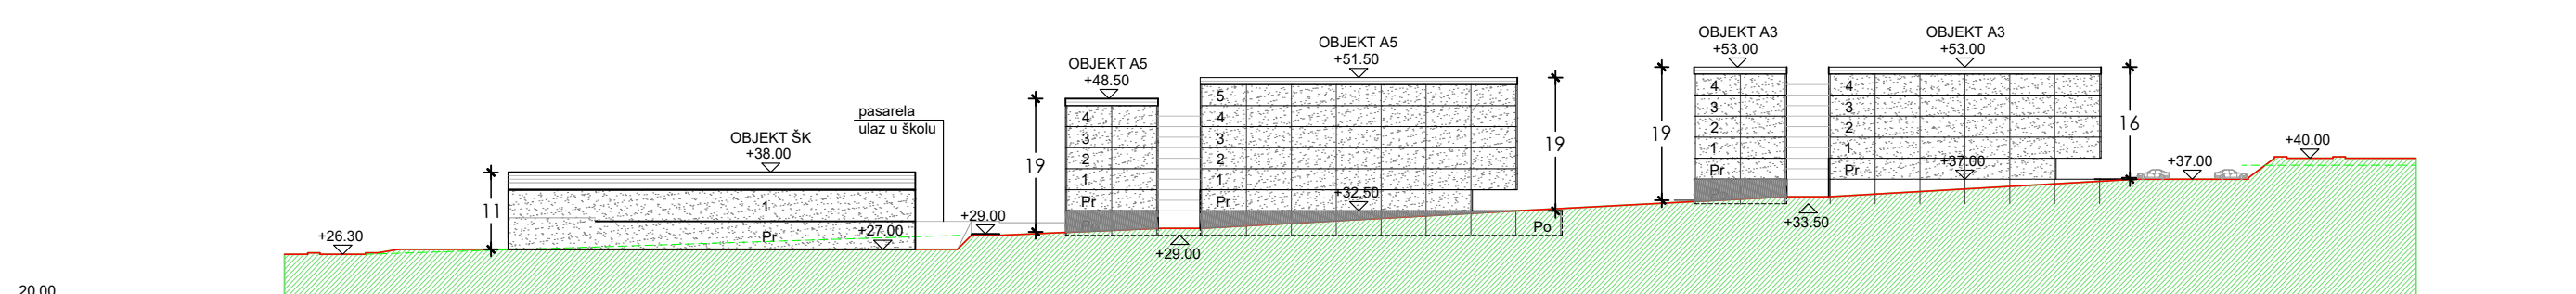 OBJEKT ŠK
+38.00
11
1
Pr
+27.00
+26.30
20.00
pasarela
ulaz u školu
+29.00
OBJEKT A5
+48.50
19
4
3
2
1
Pr
+29.00
OBJEKT A5
+51.50
5
4
3
2
1
Pr
+32.50
Po
19
OBJEKT A3
+53.00
19
4
3
2
1
Pr
+33.50
OBJEKT A3
+53.00
4
3
2
1
Pr
+37.00
16
+37.00
+40.00